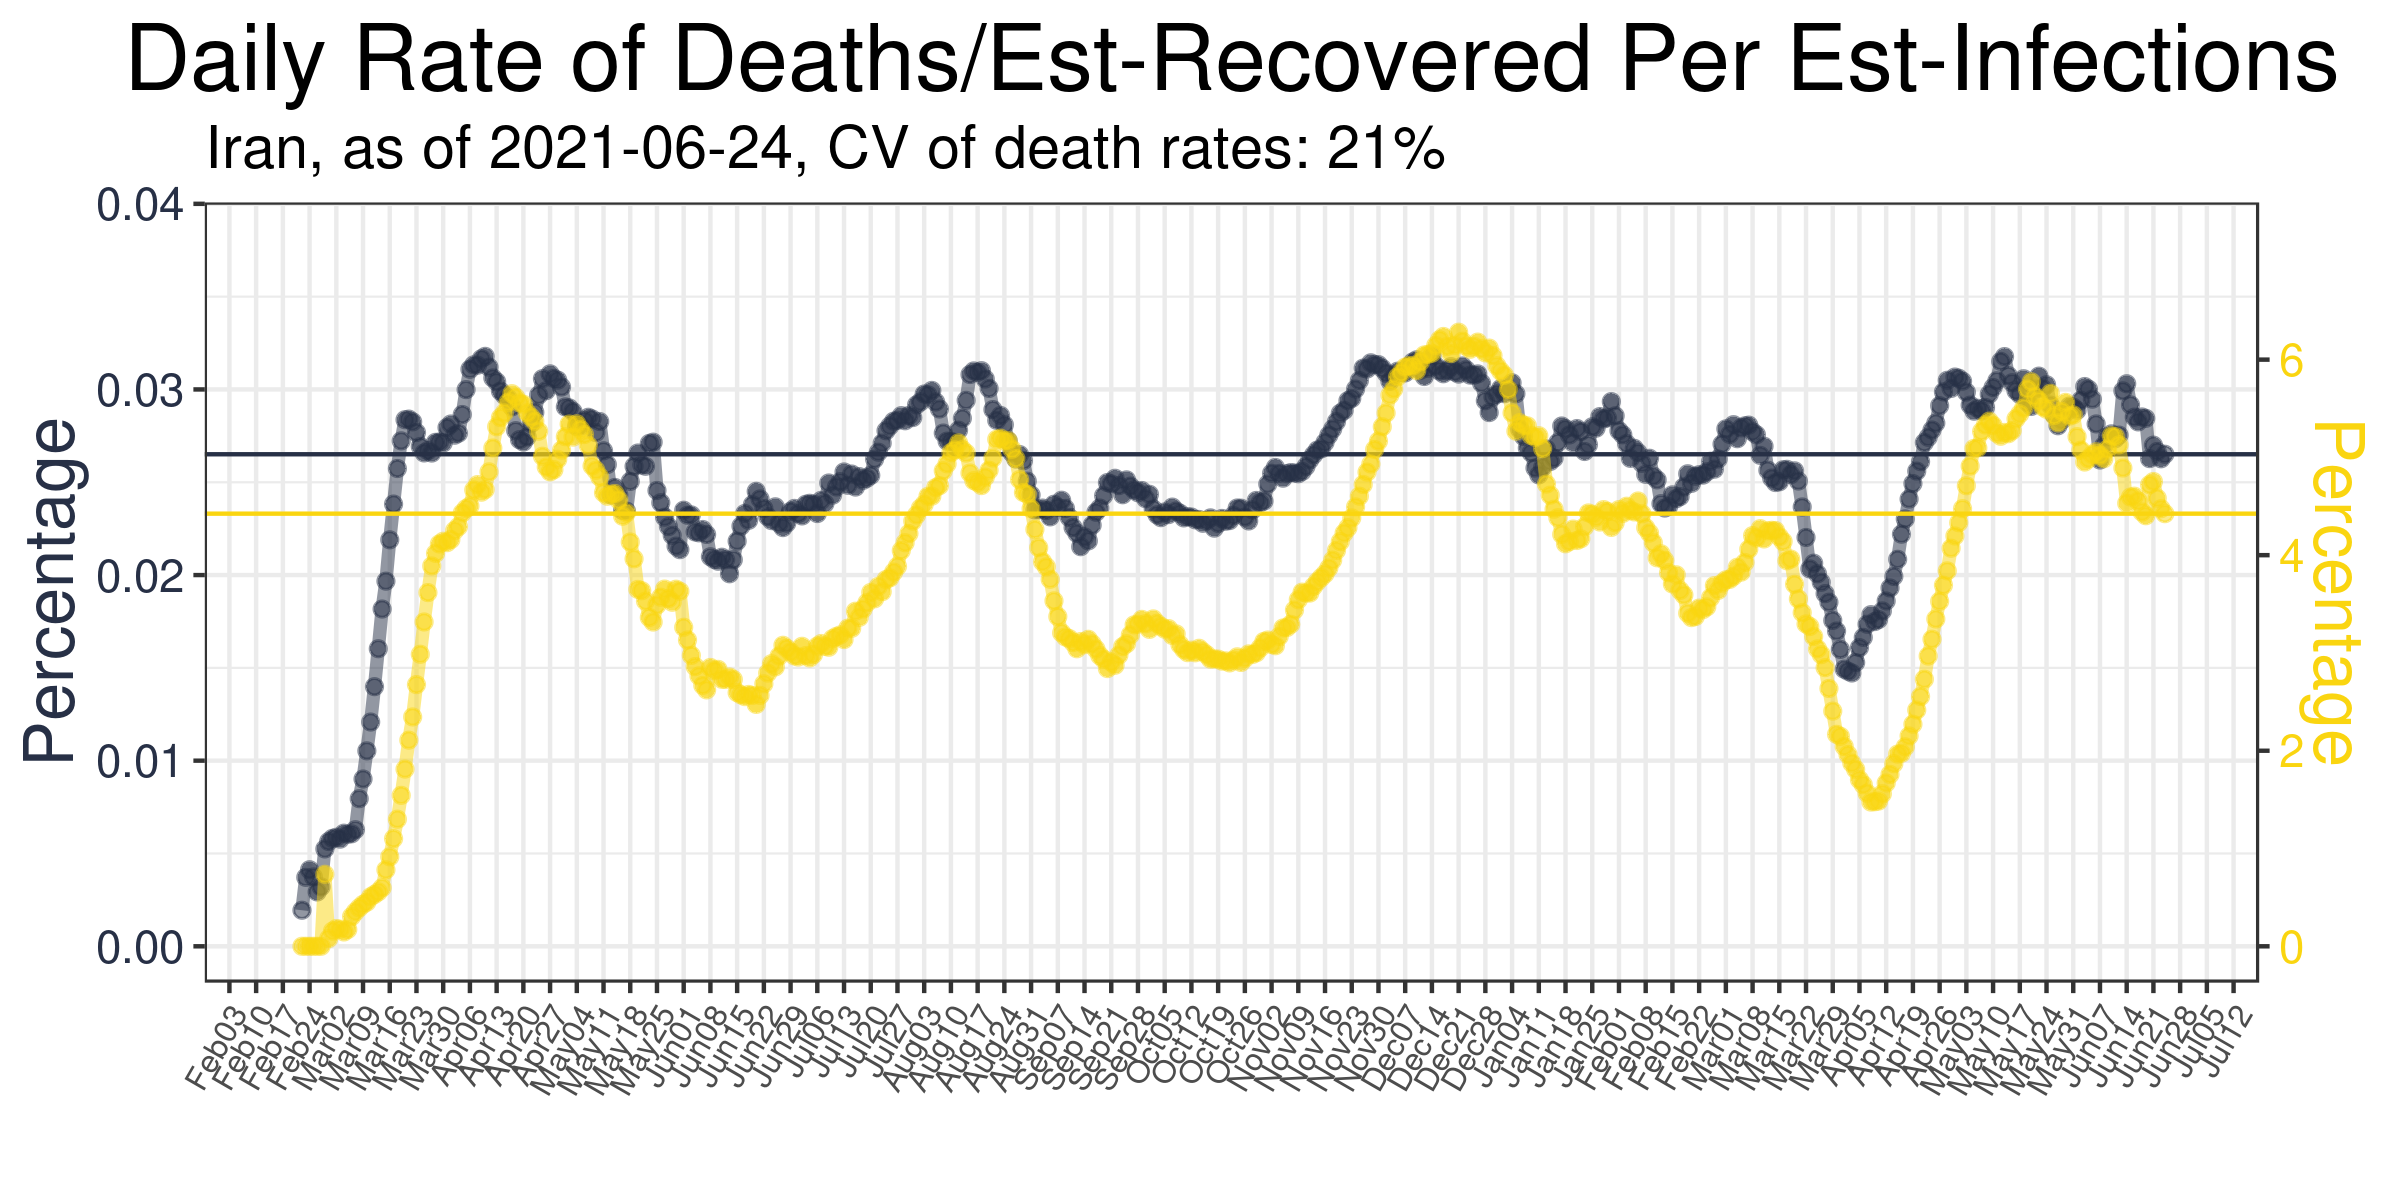 Daily Rate of Deaths/Est-Recovered Per Est-Infections
Iran, as of 2021-06-24, CV of death rates: 21%
Percentage
0.04
0.03
0.02
0.01
0.00
6
4
2
0
Percentage
Feb03 Feb10 Feb17 Feb24 Mar02 Mar09 Mar16 Mar23 Mar30 Apr06 Apr13 Apr20 Apr27 May04 May11 May18 May25 Jun01 Jun08 Jun15 Jun22 Jun29 Jul06 Jul13 Jul20 Jul27 Aug03 Aug10 Aug17 Aug24 Aug31 Sep07 Sep14 Sep21 Sep28 Oct05 Oct12 Oct19 Oct26 Nov02 Nov09 Nov16 Nov23 Nov30 Dec07 Dec14 Dec21 Dec28 Jan04 Jan11 Jan18 Jan25 Feb01 Feb08 Feb15 Feb22 Mar01 Mar08 Mar15 Mar22 Mar29 Apr05 Apr12 Apr19 Apr26 May03 May10 May17 May24 May31 Jun07 Jun14 Jun21 Jun28 Jul05 Jul12